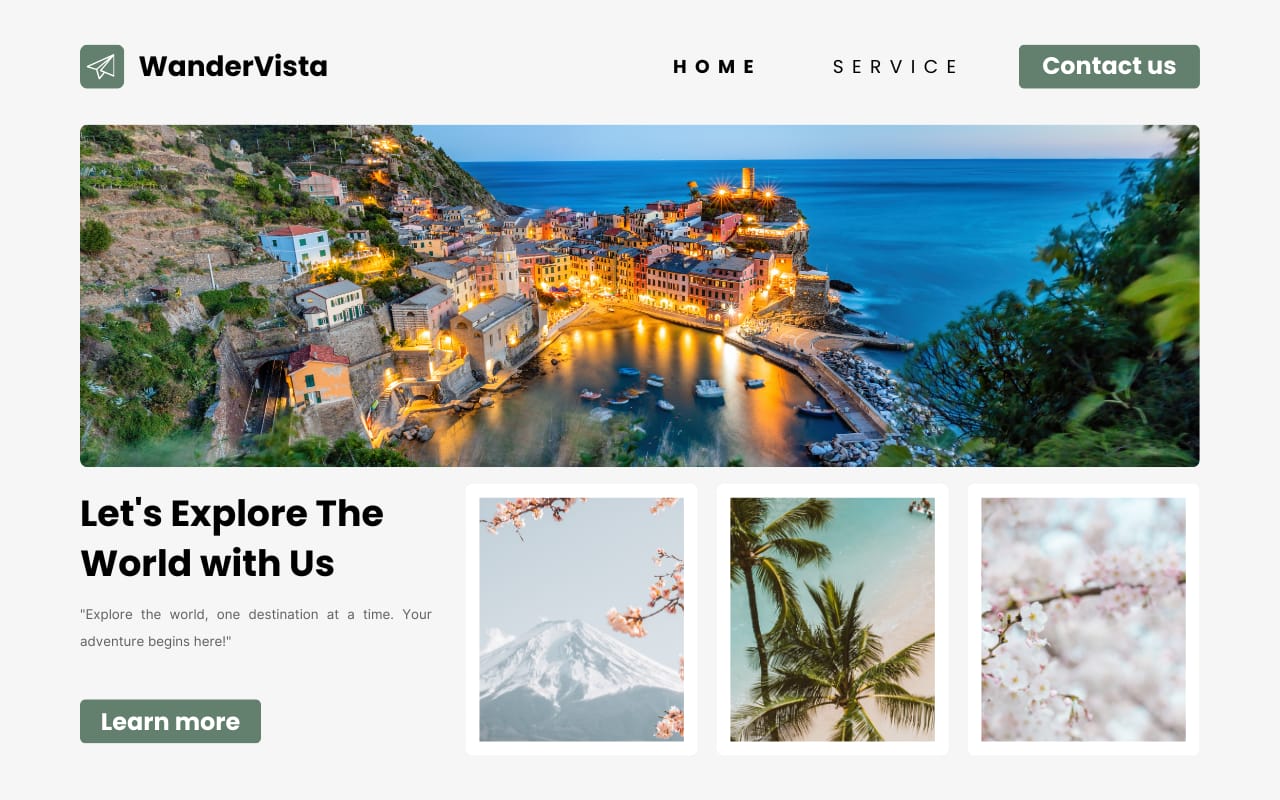 WanderVista
HOME
SERVICE
Contact us
Let's Explore The
World with Us
"Explore the world, one destination at a time. Your
adventure begins here!"
Learn more